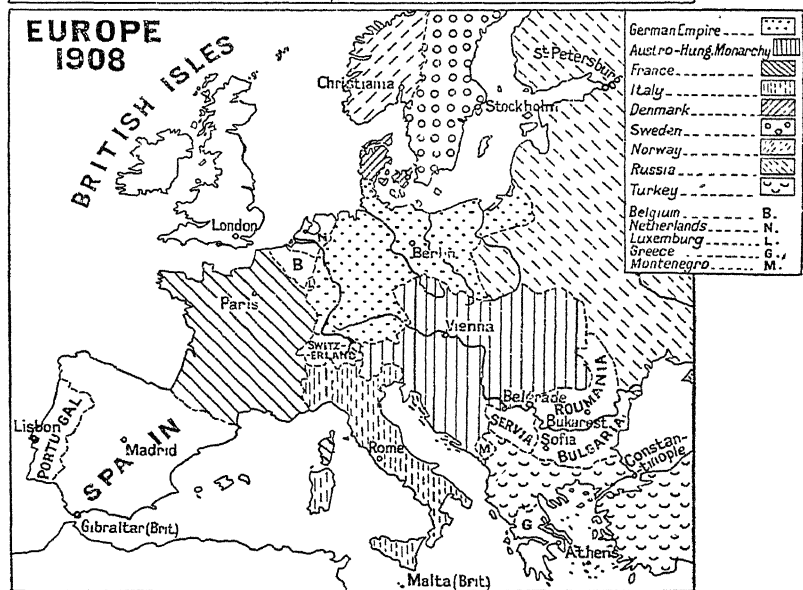 EUROPE
1908
BRITISH ISLES
German Empire
Austro-Hung. Monarchy
France
Italy
Denmark
Sweden
Norway
Russia
Turkey
Belgium B.
Netherlands N.
Luxemburg L.
Greece G.
Montenegro M.
St Petersburg
Christiania
Stockholm
London
Berlin
N
B
L
Paris
Vienna
SWITZ-
ERLAND
ROUMANIA
Belgrade
Bukarest
SERVIA
Sofia
BULGARIA
Constan-
tinople
Lisbon
PORTUGAL
SPAIN
Madrid
Rome
M
Gibraltar (Brit)
G
Athens
Malta (Brit)